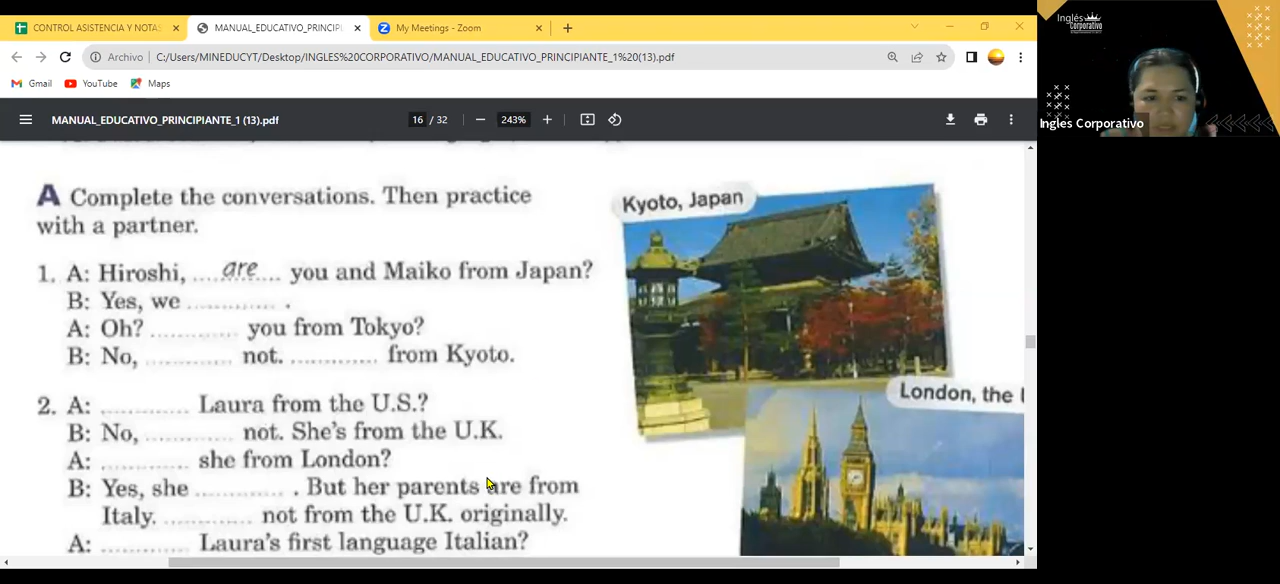 CONTROL ASISTENCIA Y NOTAS
MANUAL_EDUCATIVO_PRINCIPI
My Meetings - Zoom
Archivo
C:/Users/MINEDUCYT/Desktop/INGLES%20CORPORATIVO/MANUAL_EDUCATIVO_PRINCIPIANTE_1%20(13).pdf
Gmail
YouTube
Maps
MANUAL_EDUCATIVO_PRINCIPIANTE_1 (13).pdf
16 / 32
243%
A Complete the conversations. Then practice
with a partner.
1. A: Hiroshi, ....are.... you and Maiko from Japan?
B: Yes, we ............ .
A: Oh? ............ you from Tokyo?
B: No, ............ not. ............ from Kyoto.
2. A: ............ Laura from the U.S.?
B: No, ............ not. She's from the U.K.
A: ............ she from London?
B: Yes, she ............ . But her parents are from
Italy. ............ not from the U.K. originally.
A: ............ Laura's first language Italian?
Kyoto, Japan
London, the
Inglés
Corporativo
Ingles Corporativo